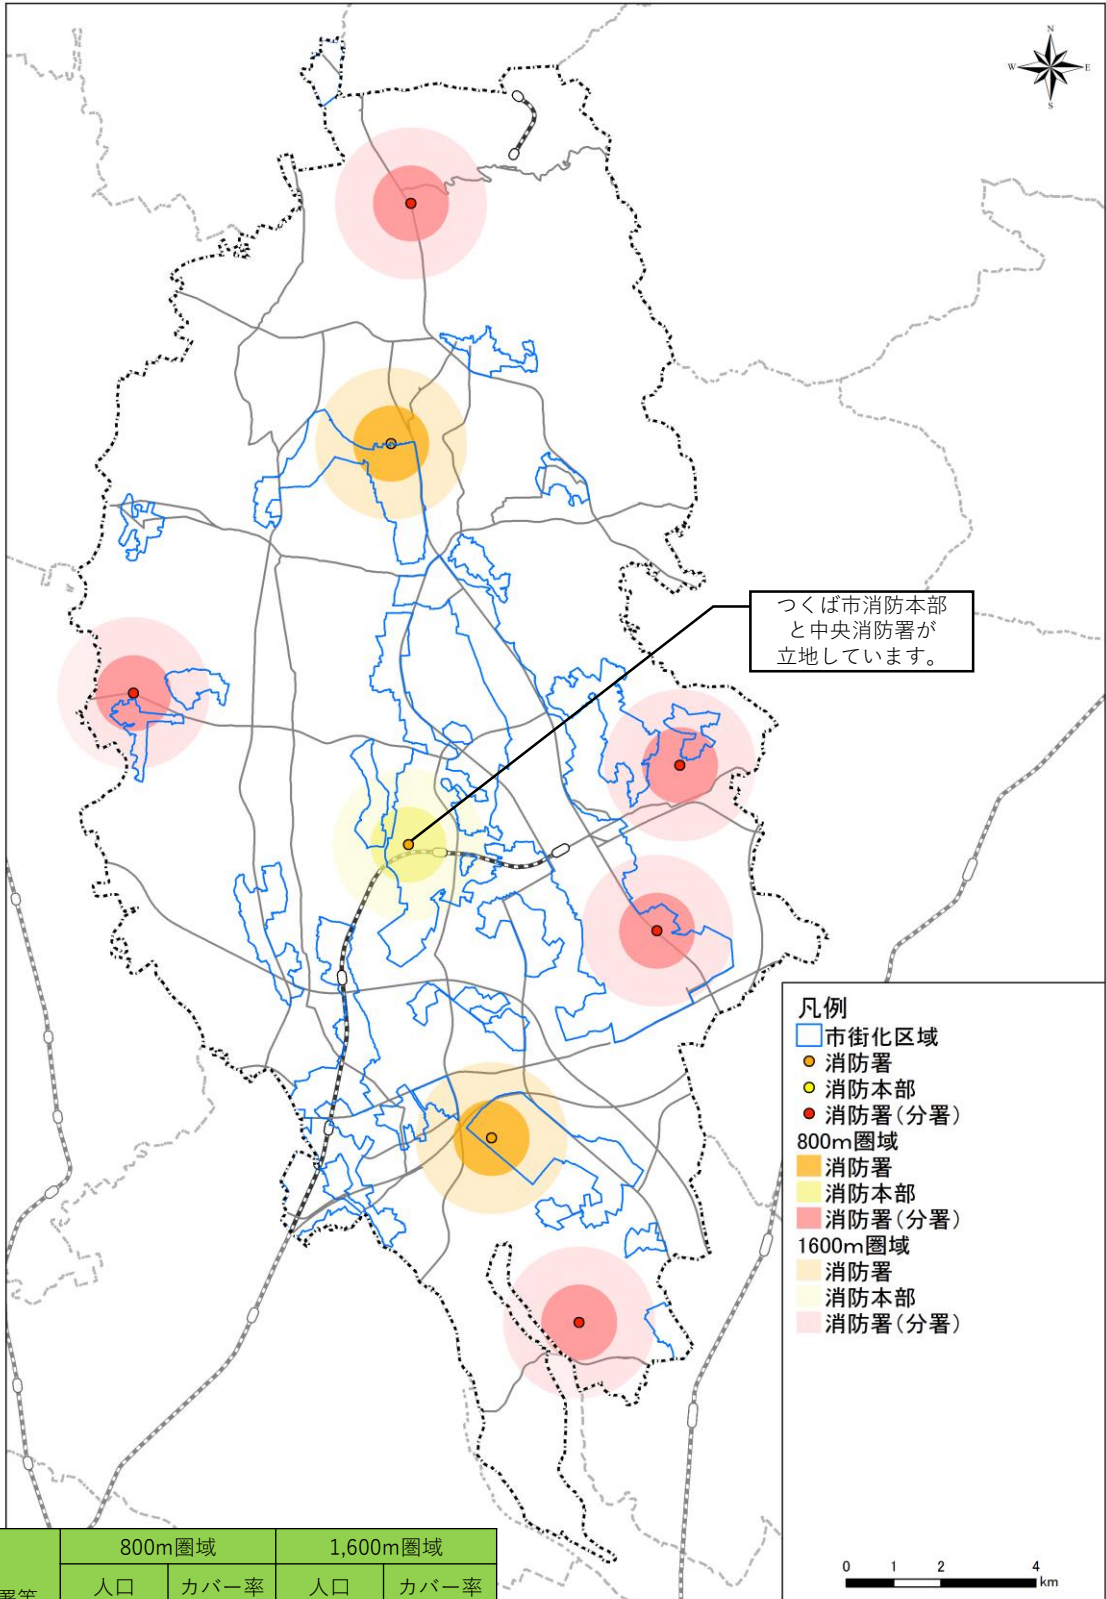 N
W E
S
つくば市消防本部
と中央消防署が
立地しています。
凡例
市街化区域
消防署
消防本部
消防署(分署)
800m圏域
消防署
消防本部
消防署(分署)
1600m圏域
消防署
消防本部
消防署(分署)
0 1 2 4
km
800m圏域 1,600m圏域
署等 人口 カバー率 人口 カバー率